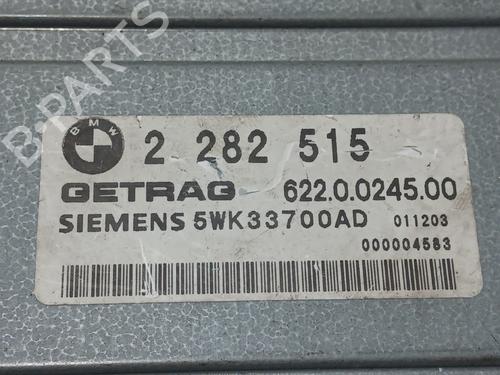 B-PARTS
BMW
2 282 515
GETRAG 622.0.0245.00
SIEMENS 5WK33700AD 011203
000004583